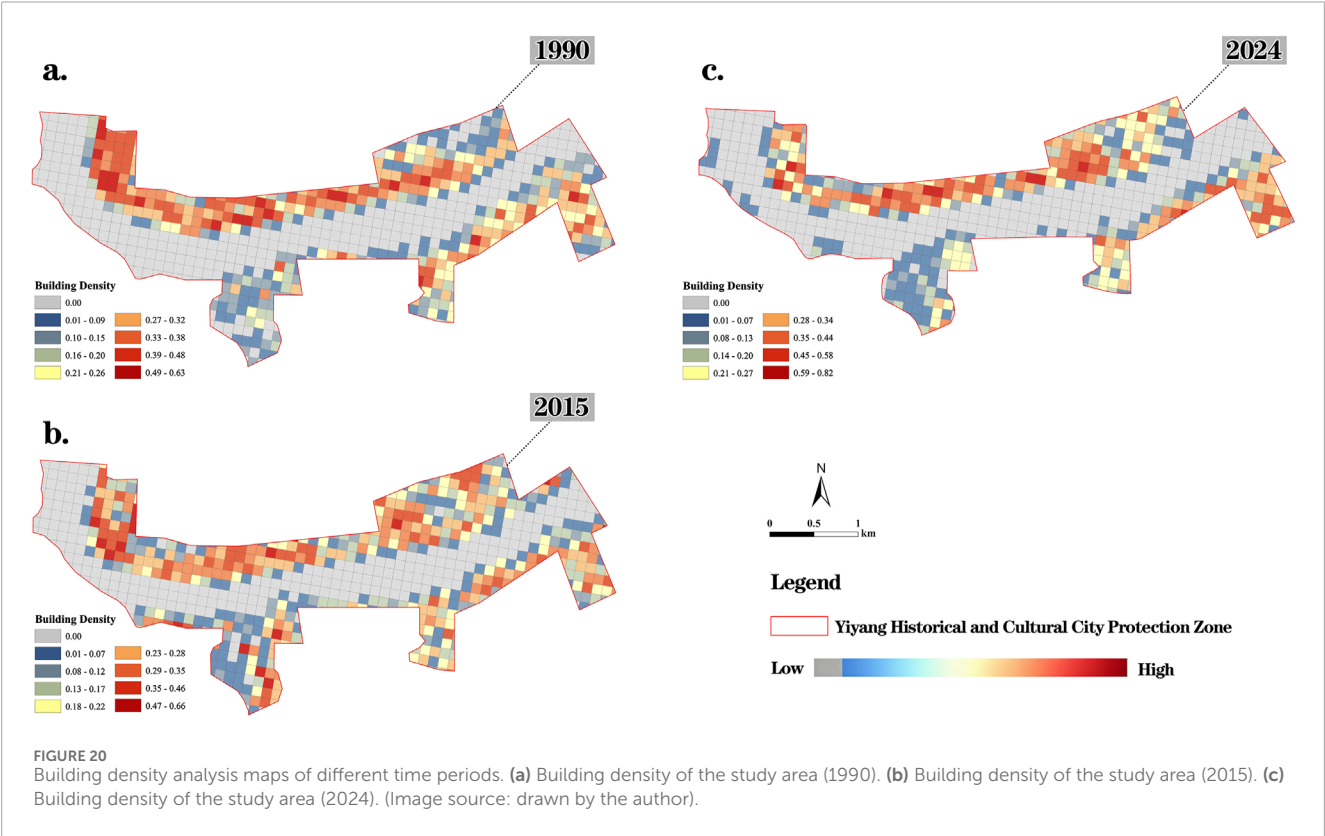 a.
1990
Building Density
0.00
0.01 - 0.09
0.10 - 0.15
0.16 - 0.20
0.21 - 0.26
0.27 - 0.32
0.33 - 0.38
0.39 - 0.48
0.49 - 0.63
c.
2024
Building Density
0.00
0.01 - 0.07
0.08 - 0.13
0.14 - 0.20
0.21 - 0.27
0.28 - 0.34
0.35 - 0.44
0.45 - 0.58
0.59 - 0.82
b.
2015
Building Density
0.00
0.01 - 0.07
0.08 - 0.12
0.13 - 0.17
0.18 - 0.22
0.23 - 0.28
0.29 - 0.35
0.35 - 0.46
0.47 - 0.66
N
0 0.5 1
km
Legend
Yiyang Historical and Cultural City Protection Zone
Low High
FIGURE 20
Building density analysis maps of different time periods. (a) Building density of the study area (1990). (b) Building density of the study area (2015). (c)
Building density of the study area (2024). (Image source: drawn by the author).